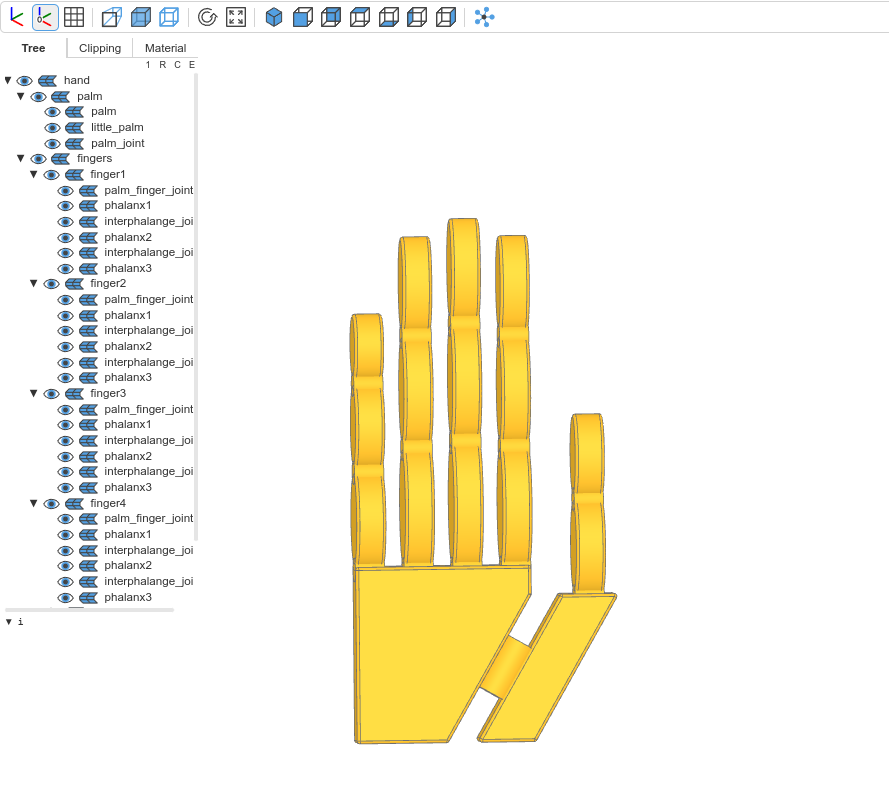 Tree Clipping Material
1 R C E
hand
palm
palm
little_palm
palm_joint
fingers
finger1
palm_finger_joint
phalanx1
interphalange_joi
phalanx2
interphalange_joi
phalanx3
finger2
palm_finger_joint
phalanx1
interphalange_joi
phalanx2
interphalange_joi
phalanx3
finger3
palm_finger_joint
phalanx1
interphalange_joi
phalanx2
interphalange_joi
phalanx3
finger4
palm_finger_joint
phalanx1
interphalange_joi
phalanx2
interphalange_joi
phalanx3
i